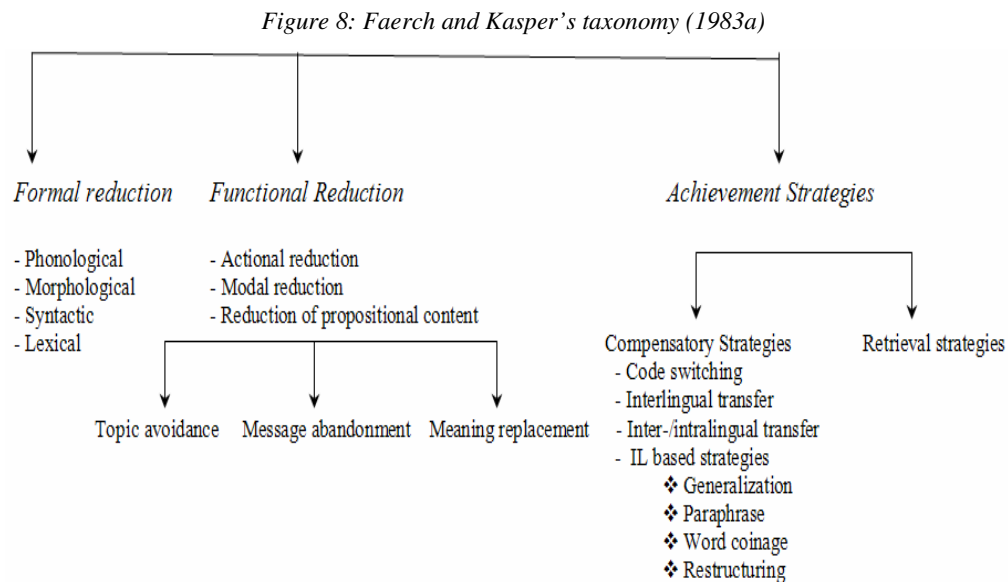 Figure 8: Faerch and Kasper's taxonomy (1983a)
Formal reduction
- Phonological
- Morphological
- Syntactic
- Lexical
Functional Reduction
- Actional reduction
- Modal reduction
- Reduction of propositional content
Topic avoidance
Message abandonment
Meaning replacement
Achievement Strategies
Compensatory Strategies
- Code switching
- Interlingual transfer
- Inter-/intralingual transfer
- IL based strategies
❖ Generalization
❖ Paraphrase
❖ Word coinage
❖ Restructuring
Retrieval strategies